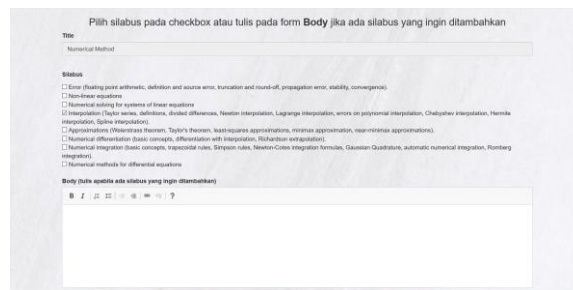 Pilih silabus pada checkbox atau tulis pada form Body jika ada silabus yang ingin ditambahkan
Title
Numerical Method
Silabus
Error (floating point arithmetic, definition and source error, truncation and round-off, propagation error, stability, convergence).
Non-linear equations
Numerical solving for systems of linear equations
Interpolation (Taylor series, definitions, divided differences, Newton interpolation, Lagrange interpolation, errors on polynomial interpolation, Chebyshev interpolation, Hermite
interpolation, Spline interpolation).
Approximations (Weierstrass theorem, Taylor's theorem, least-squares approximations, minimax approximation, near-minimax approximations).
Numerical differentiation (basic concepts, differentiation with interpolation, Richardson extrapolation).
Numerical integration (basic concepts, trapezoidal rules, Simpson rules, Newton-Cotes integration formulas, Gaussian Quadrature, automatic numerical integration, Romberg
integration).
Numerical methods for differential equations
Body (tulis apabila ada silabus yang ingin ditambahkan)
B I ?